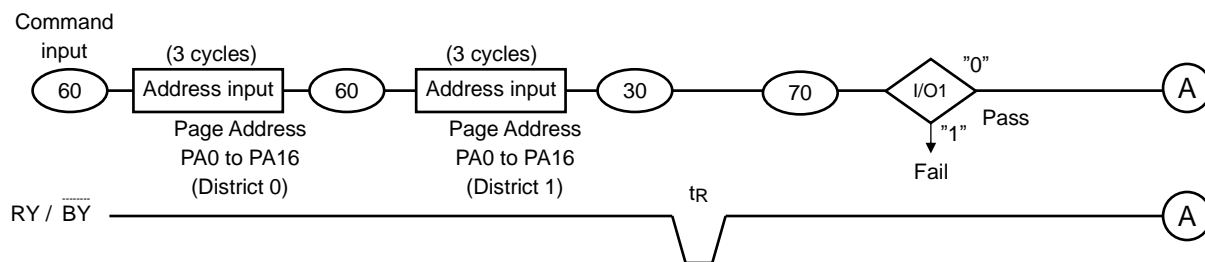 Command
input
(3 cycles)
(3 cycles)
60
Address input
60
Address input
30
70
I/O1
”0”
A
Pass
”1”
Fail
Page Address
PA0 to PA16
(District 0)
Page Address
PA0 to PA16
(District 1)
tR
RY / BY
A